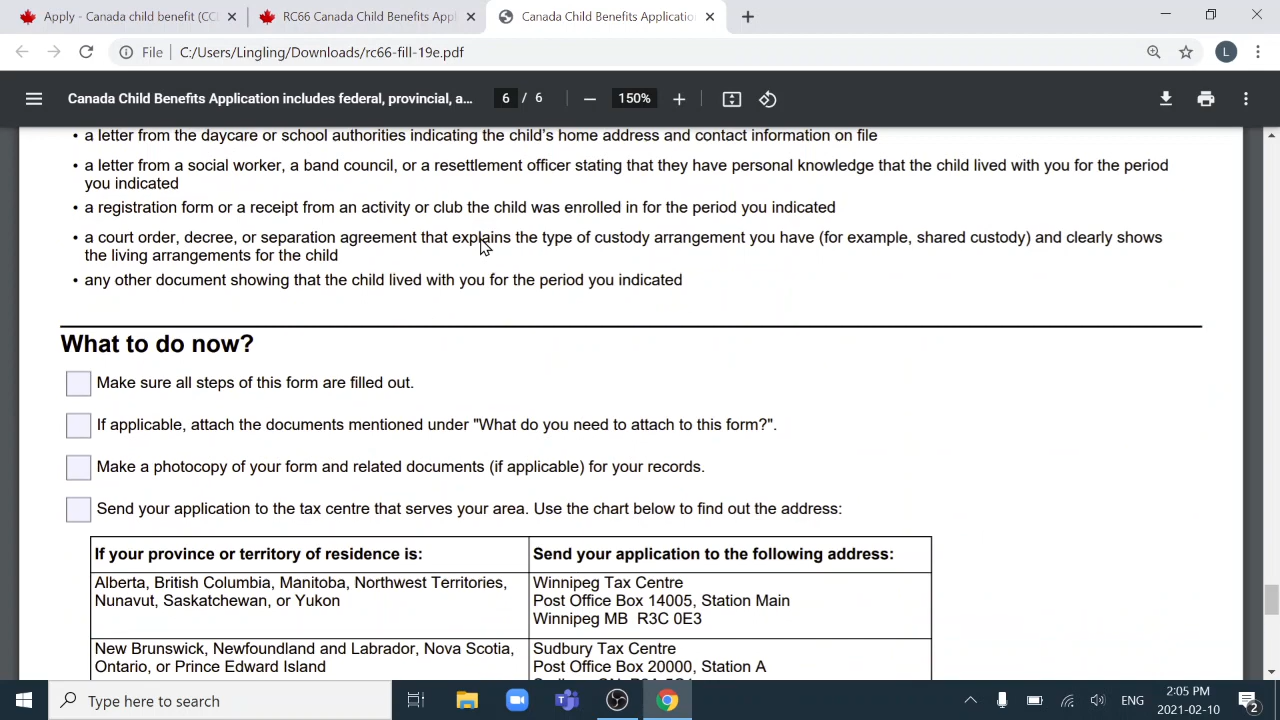 Apply - Canada child benefit (CC
RC66 Canada Child Benefits Appl
Canada Child Benefits Applicatio
File
C:/Users/Lingling/Downloads/rc66-fill-19e.pdf
L
Canada Child Benefits Application includes federal, provincial, a...
6 / 6
150%
• a letter from the daycare or school authorities indicating the child's home address and contact information on file
• a letter from a social worker, a band council, or a resettlement officer stating that they have personal knowledge that the child lived with you for the period
you indicated
• a registration form or a receipt from an activity or club the child was enrolled in for the period you indicated
• a court order, decree, or separation agreement that explains the type of custody arrangement you have (for example, shared custody) and clearly shows
the living arrangements for the child
• any other document showing that the child lived with you for the period you indicated
What to do now?
Make sure all steps of this form are filled out.
If applicable, attach the documents mentioned under "What do you need to attach to this form?".
Make a photocopy of your form and related documents (if applicable) for your records.
Send your application to the tax centre that serves your area. Use the chart below to find out the address:
If your province or territory of residence is:
Send your application to the following address:
Alberta, British Columbia, Manitoba, Northwest Territories,
Nunavut, Saskatchewan, or Yukon
Winnipeg Tax Centre
Post Office Box 14005, Station Main
Winnipeg MB R3C 0E3
New Brunswick, Newfoundland and Labrador, Nova Scotia,
Ontario, or Prince Edward Island
Sudbury Tax Centre
Post Office Box 20000, Station A
Type here to search
ENG
2:05 PM
2021-02-10
2